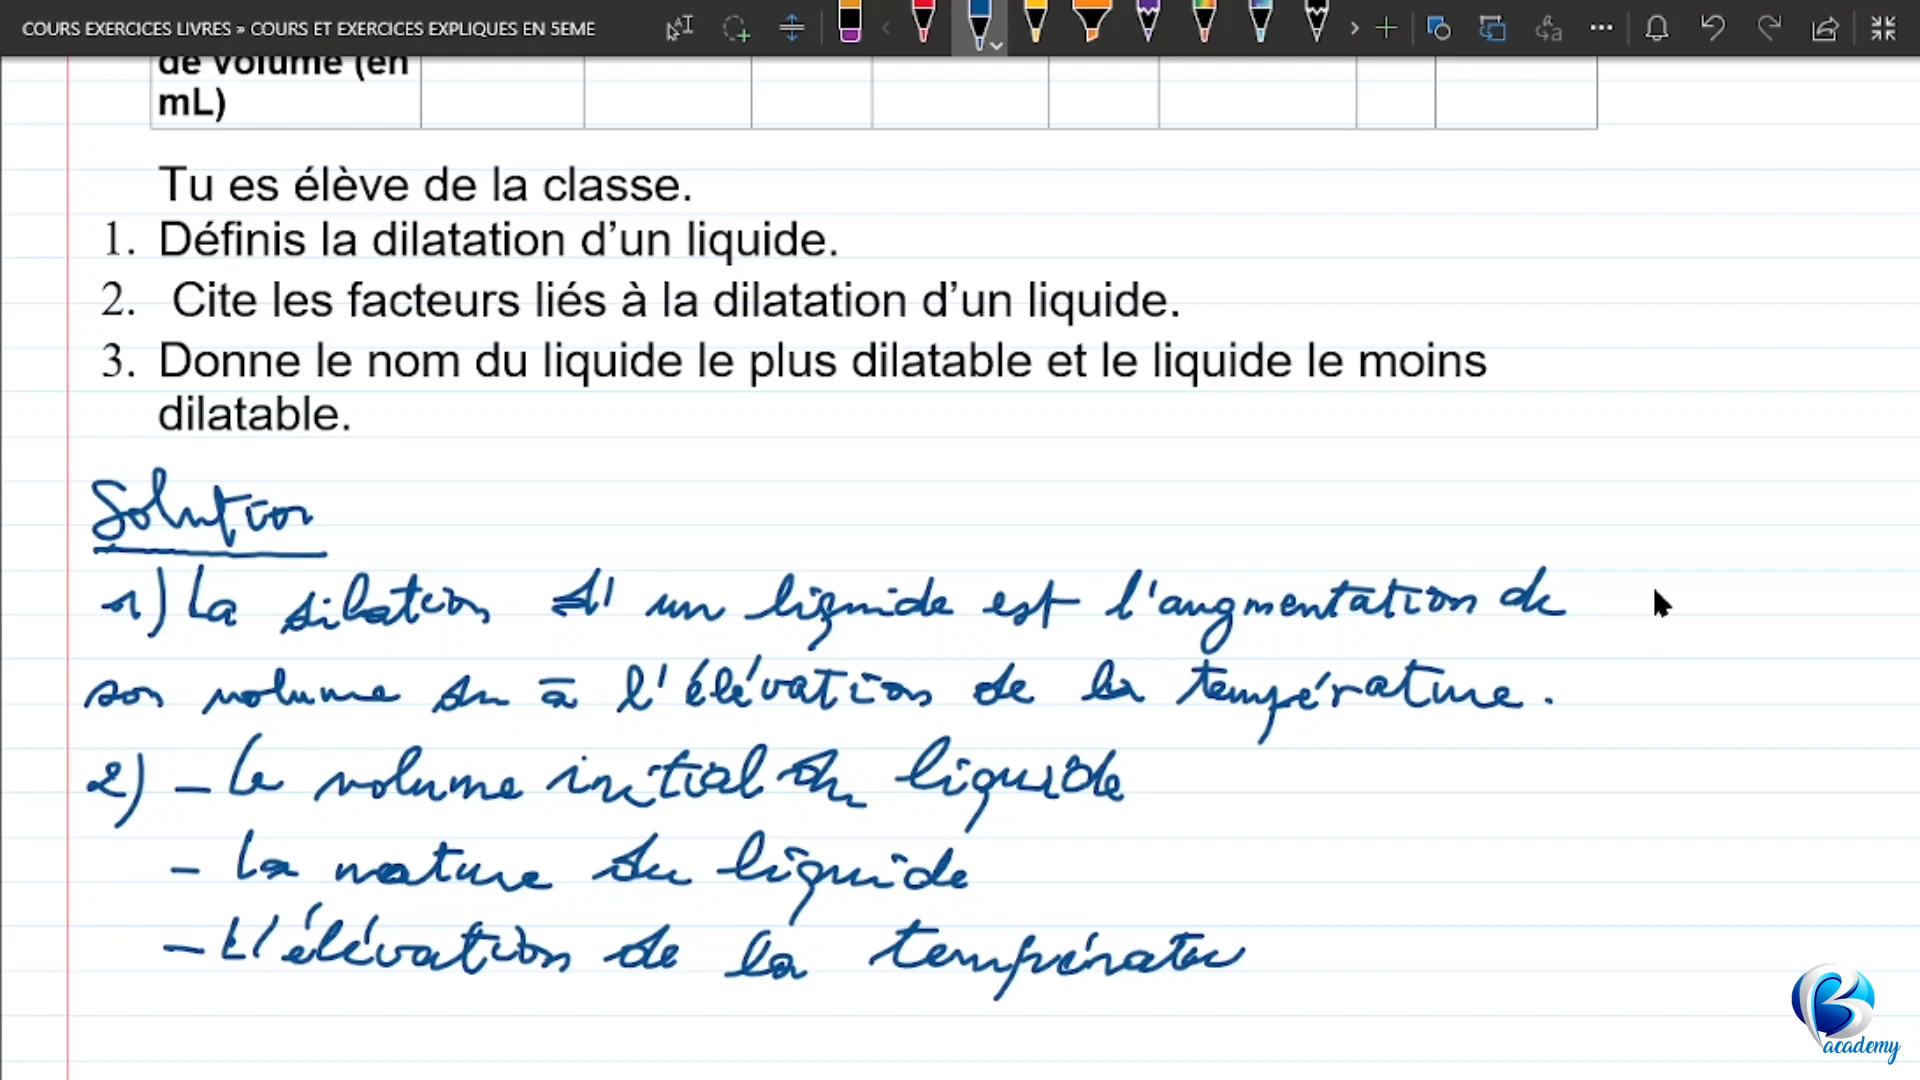 COURS EXERCICES LIVRES » COURS ET EXERCICES EXPLIQUES EN 5EME
de volume (en
mL)
Tu es élève de la classe.
1. Définis la dilatation d’un liquide.
2. Cite les facteurs liés à la dilatation d’un liquide.
3. Donne le nom du liquide le plus dilatable et le liquide le moins
dilatable.
Solution
1) La dilation d' un liquide est l'augmentation de
son volume du à l'élévation de la température.
2) – Le volume initial du liquide
– La nature du liquide
– L'élévation de la températu
B academy